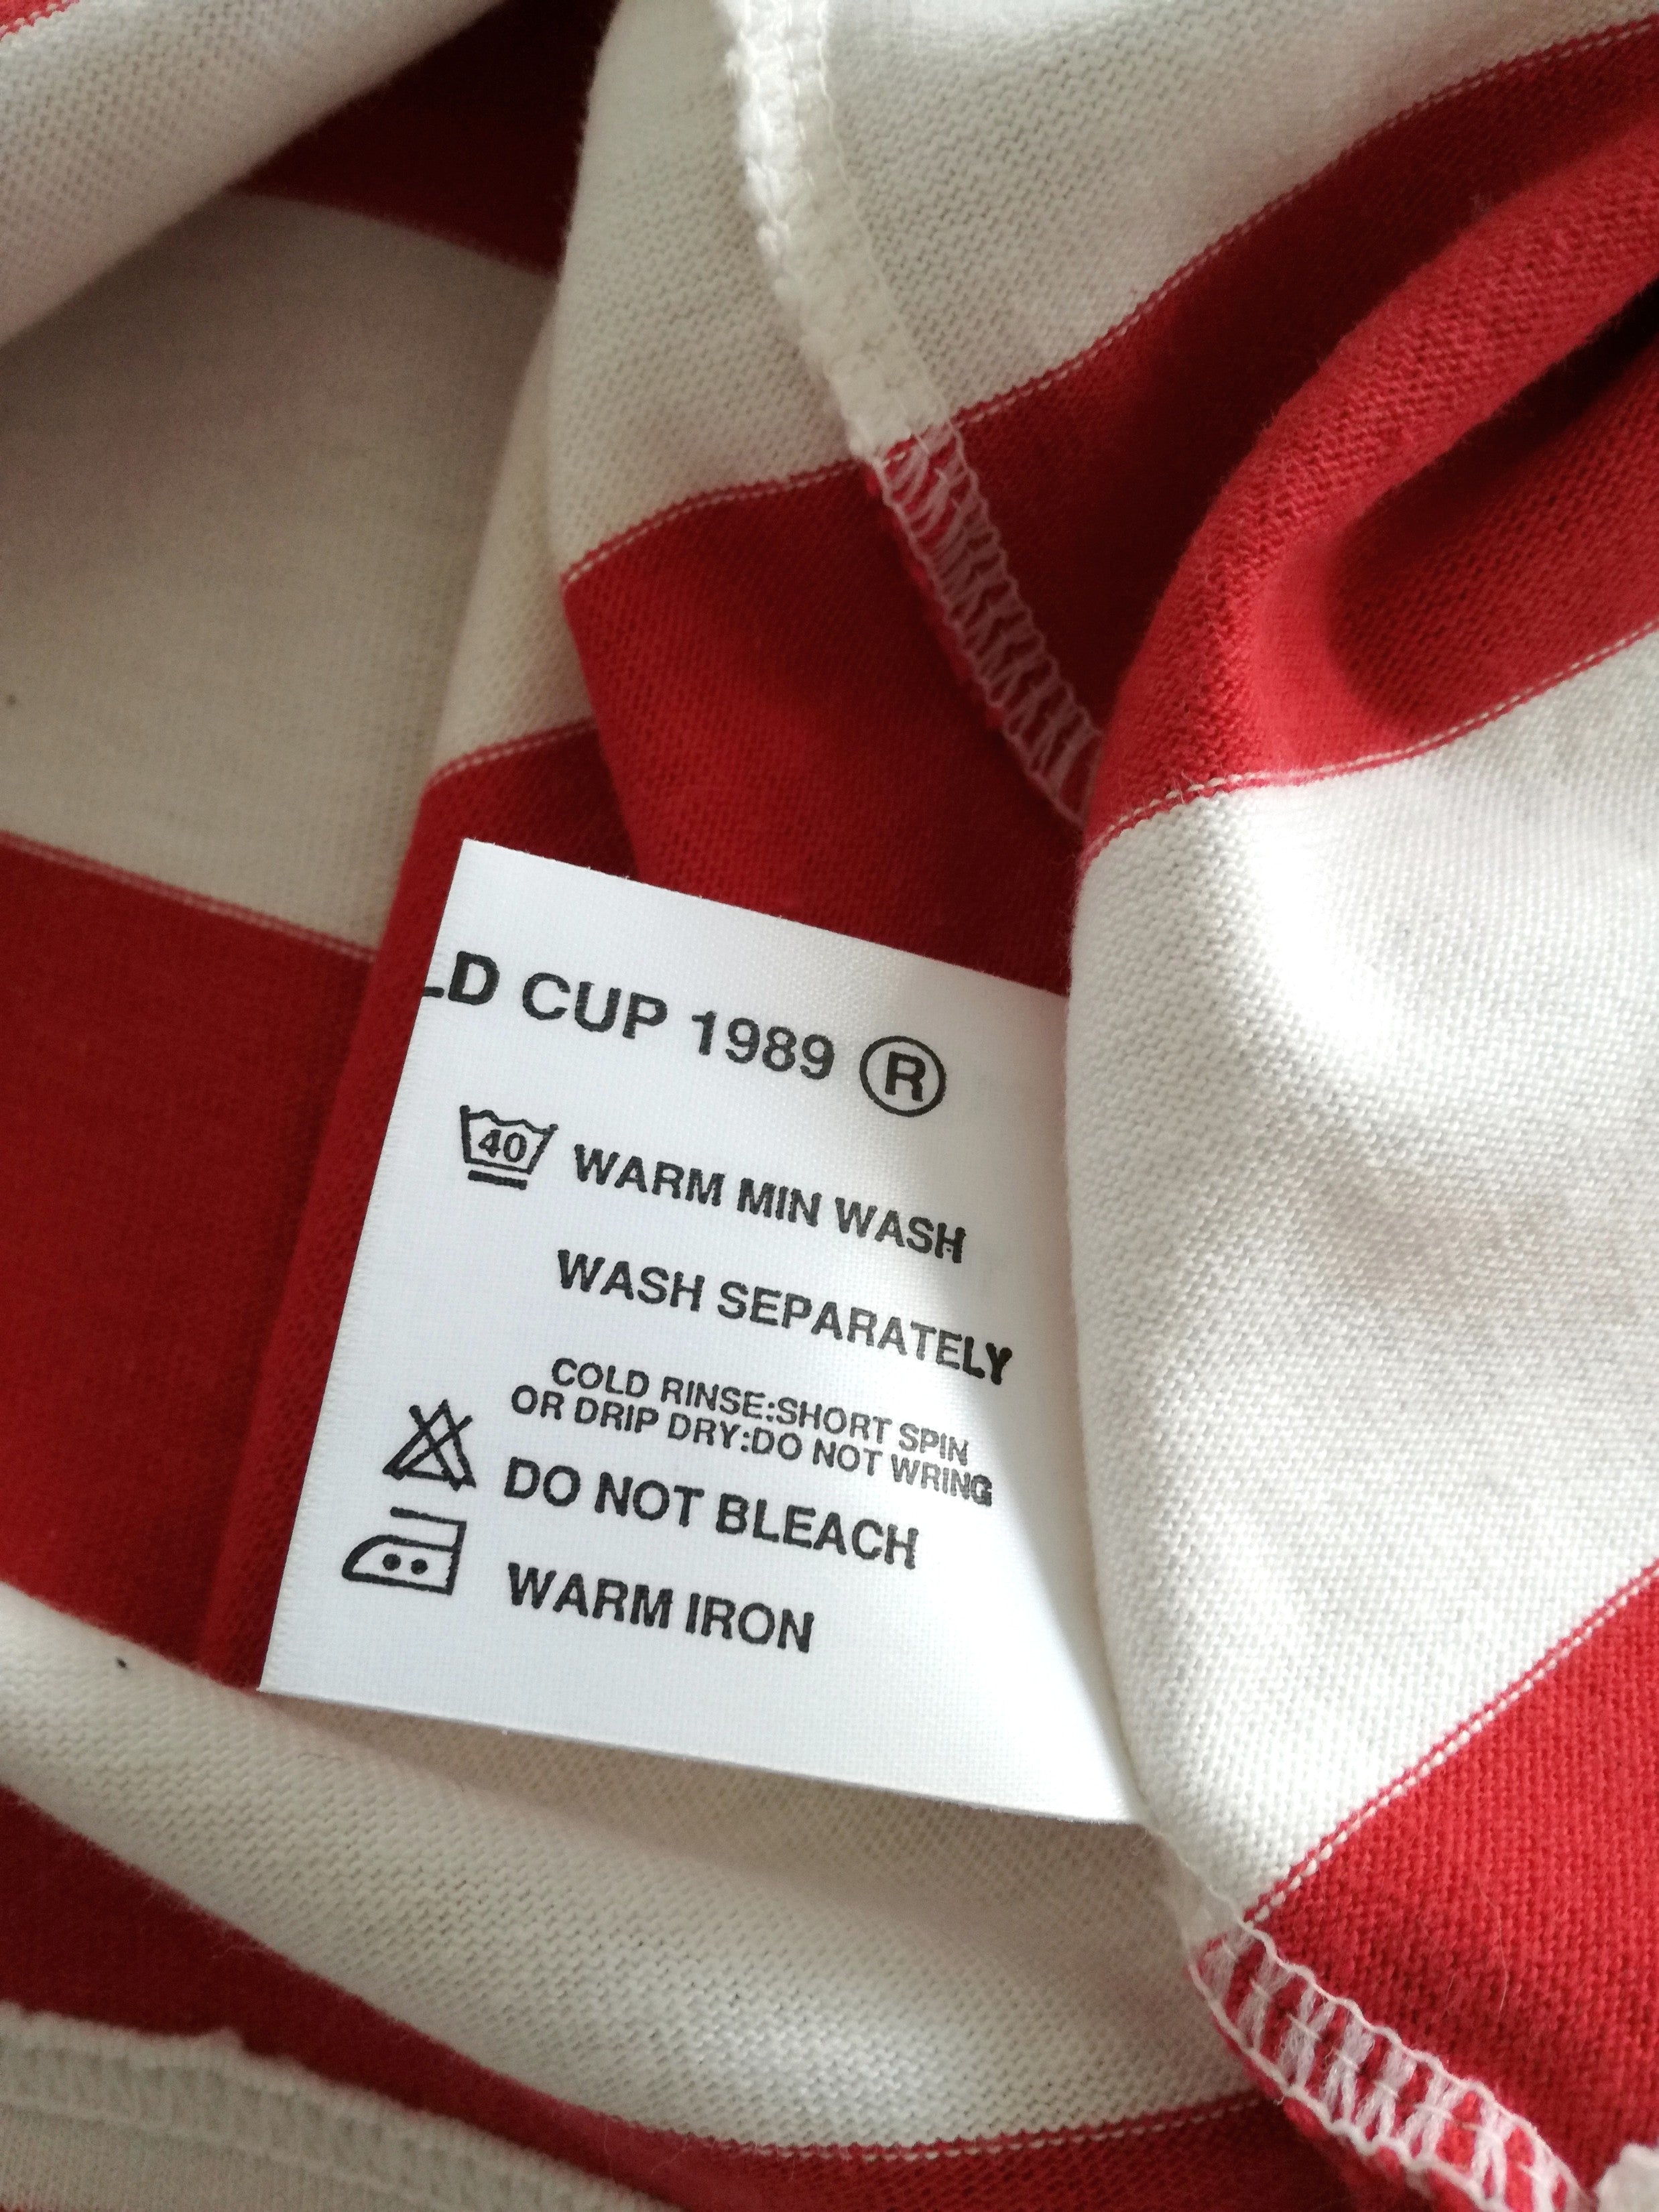 LD CUP 1989 ®
40 WARM MIN WASH
WASH SEPARATELY
COLD RINSE:SHORT SPIN
OR DRIP DRY:DO NOT WRING
DO NOT BLEACH
WARM IRON